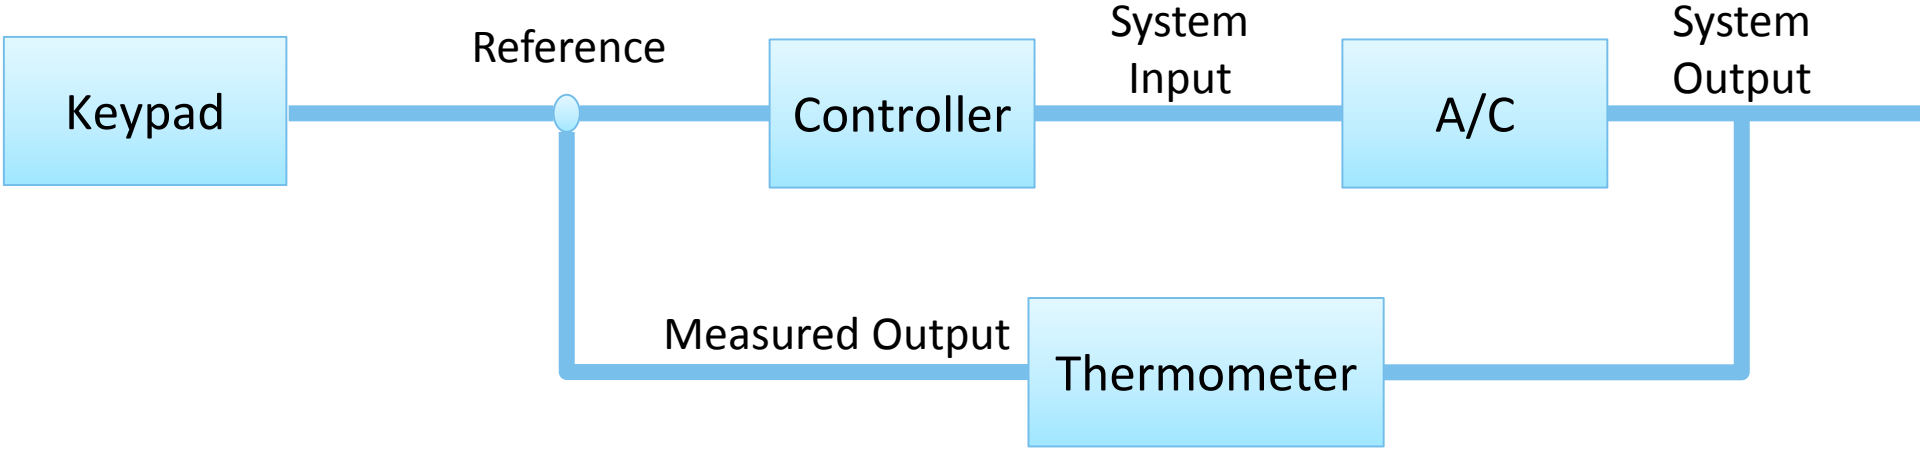 Keypad
Reference
Controller
System
Input
A/C
System
Output
Measured Output
Thermometer